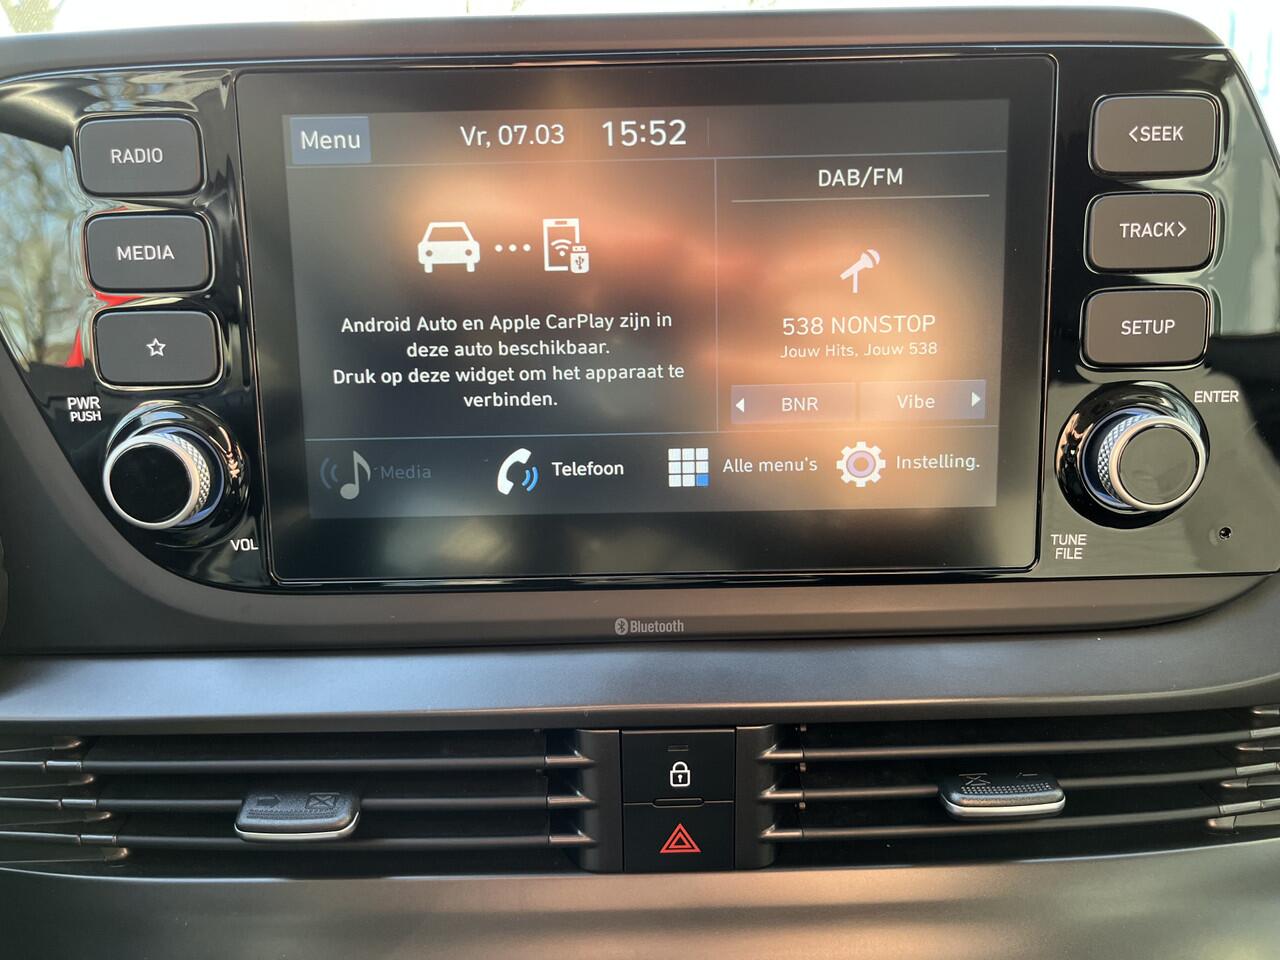 RADIO
MEDIA
PWR
PUSH
VOL
Menu
Vr, 07.03
15:52
Android Auto en Apple CarPlay zijn in
deze auto beschikbaar.
Druk op deze widget om het apparaat te
verbinden.
DAB/FM
538 NONSTOP
Jouw Hits, Jouw 538
BNR
Vibe
Media
Telefoon
Alle menu's
Instelling.
<SEEK
TRACK>
SETUP
ENTER
TUNE
FILE
Bluetooth